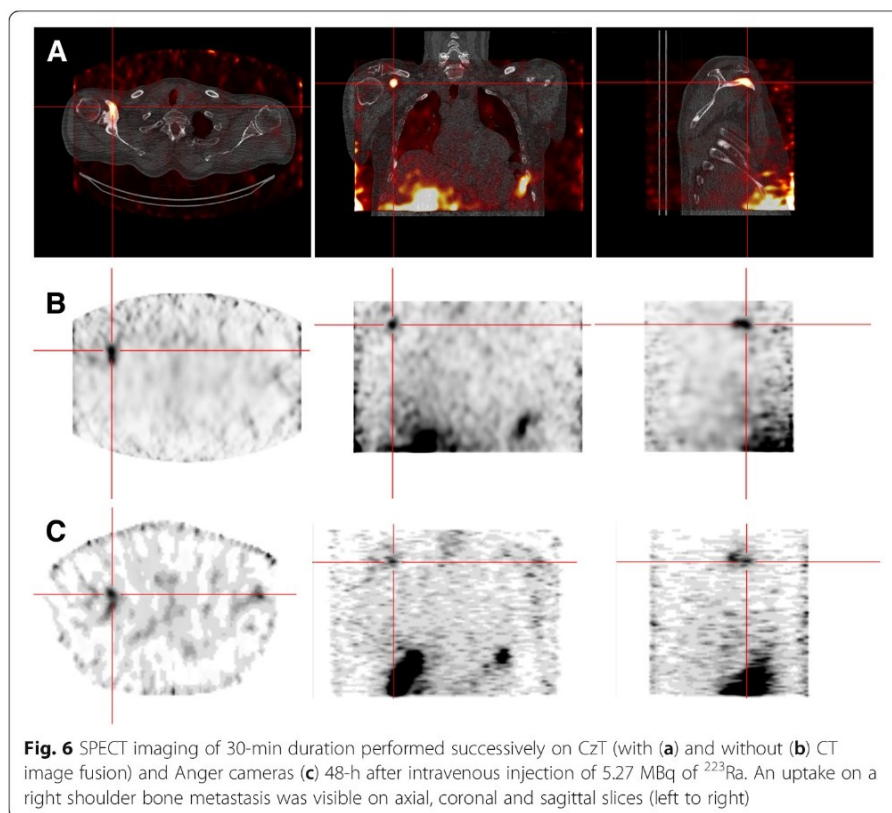 A
B
C
Fig. 6 SPECT imaging of 30-min duration performed successively on CzT (with (a) and without (b) CT
image fusion) and Anger cameras (c) 48-h after intravenous injection of 5.27 MBq of ²²³Ra. An uptake on a
right shoulder bone metastasis was visible on axial, coronal and sagittal slices (left to right)